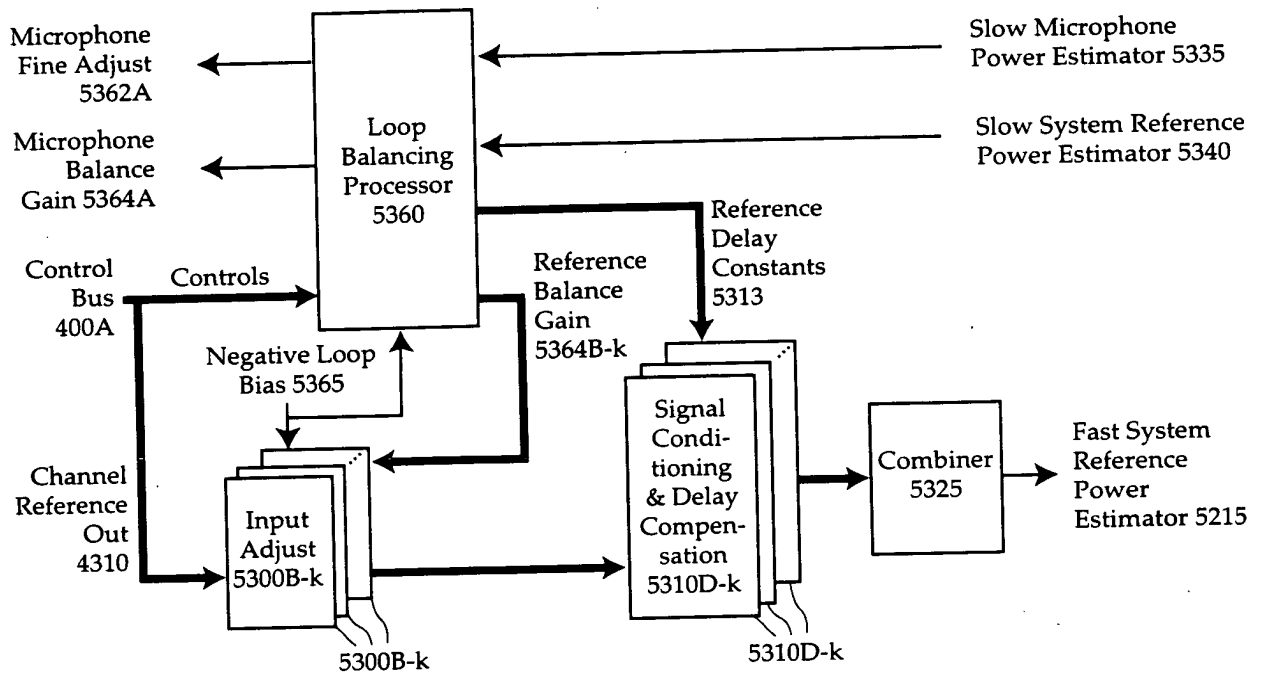 Microphone
Fine Adjust
5362A
Microphone
Balance
Gain 5364A
Slow Microphone
Power Estimator 5335
Slow System Reference
Power Estimator 5340
Loop
Balancing
Processor
5360
Reference
Delay
Constants
5313
Control
Bus
400A
Controls
Reference
Balance
Gain
5364B-k
Negative Loop
Bias 5365
Channel
Reference
Out
4310
Input
Adjust
5300B-k
5300B-k
Signal
Condi-
tioning
& Delay
Compen-
sation
5310D-k
5310D-k
Combiner
5325
Fast System
Reference
Power
Estimator 5215